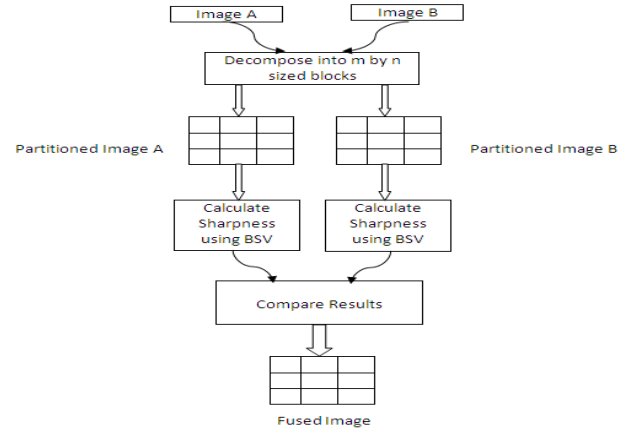 Image A
Image B
Decompose into m by n
sized blocks
Partitioned Image A
Partitioned Image B
Calculate
Sharpness
using BSV
Calculate
Sharpness
using BSV
Compare Results
Fused Image